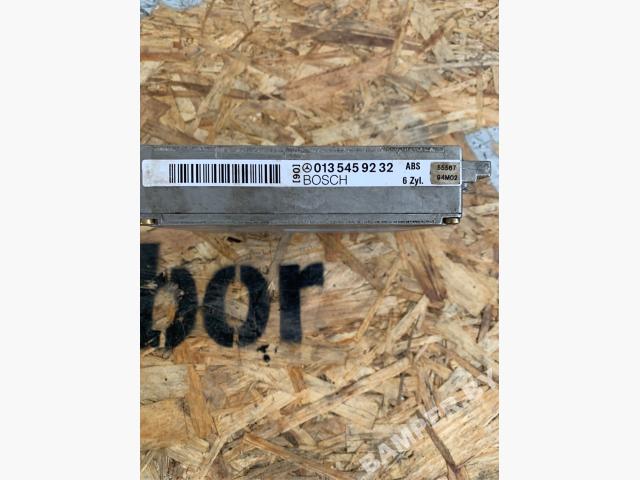 [90] 013 545 92 32 ABS 55567
BOSCH 6 Zyl. 94M02
bor
BAMPER.BY